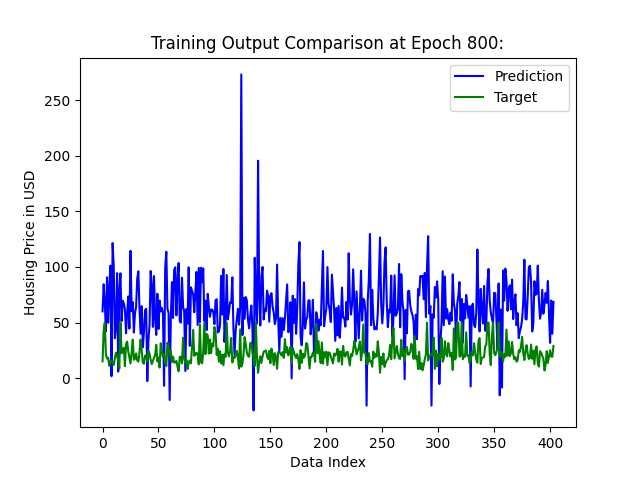 Training Output Comparison at Epoch 800:
Prediction
Target
Housing Price in USD
250
200
150
100
50
0
0 50 100 150 200 250 300 350 400
Data Index